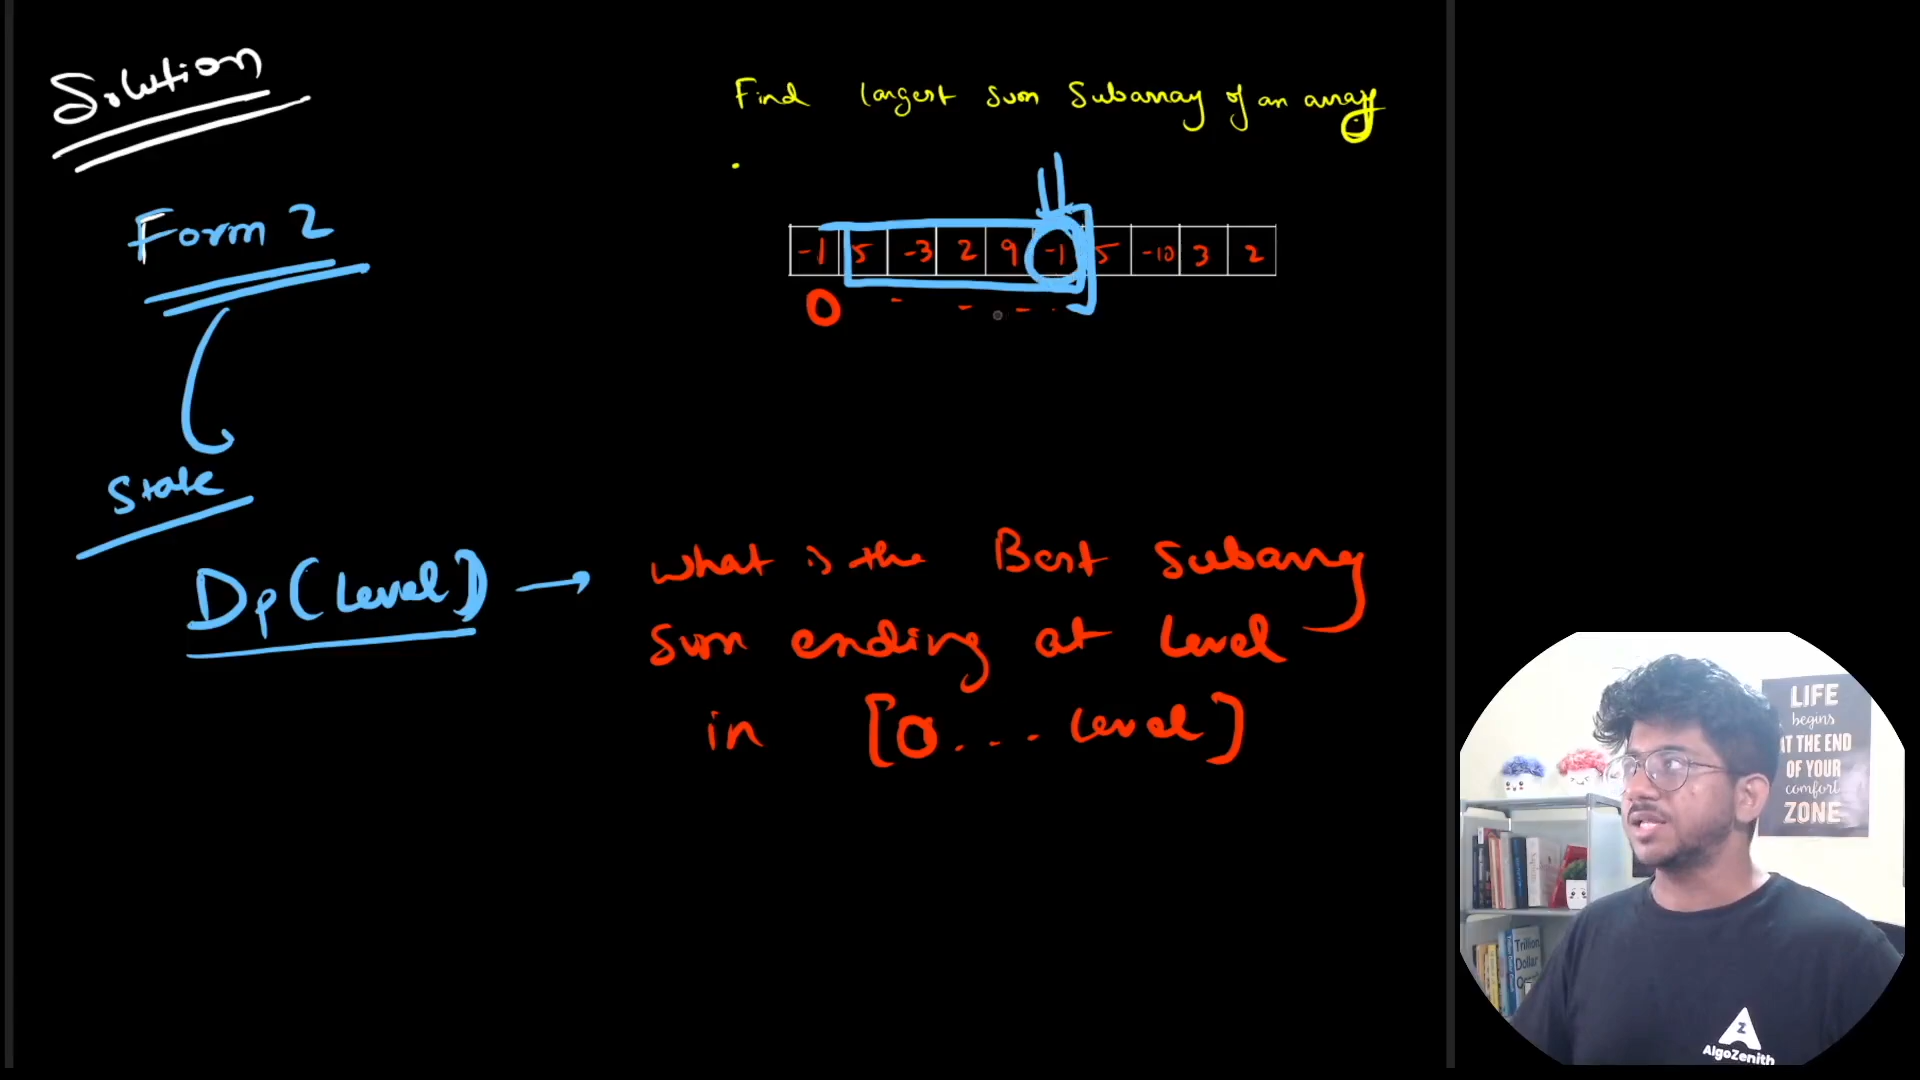 Solution
Find largest sum Subarray of an array
-1 5 -3 2 9 -1 5 -10 3 2
0
Form 2
State
Dp(Level) → what is the Best Subarray
sum ending at level
in [0... level]
LIFE
begins
AT THE END
OF YOUR
comfort
ZONE
Trillion
Dollar
AlgoZenith